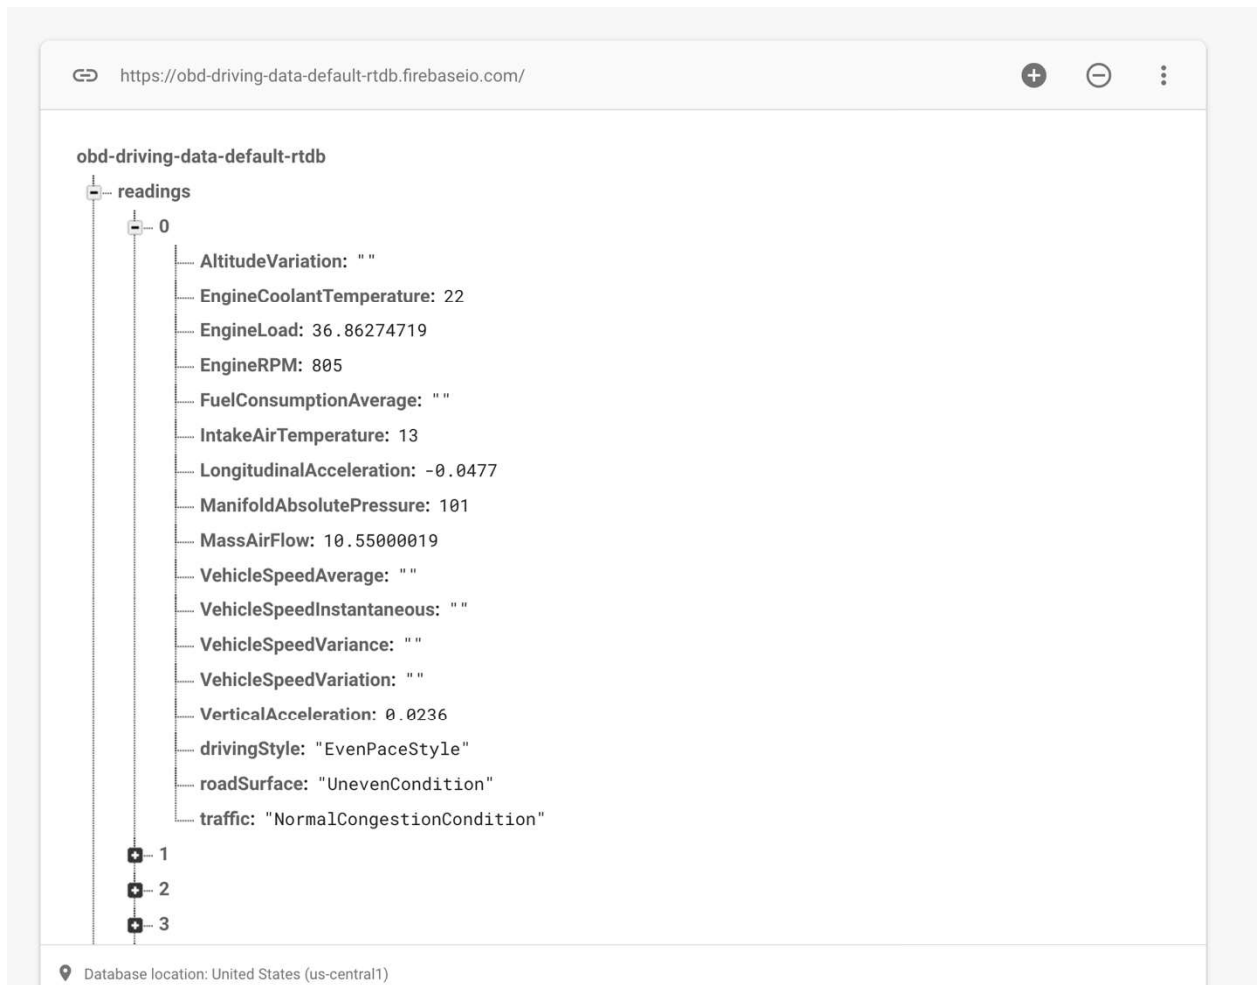 https://obd-driving-data-default-rtdb.firebaseio.com/
obd-driving-data-default-rtdb
readings
0
AltitudeVariation: ""
EngineCoolantTemperature: 22
EngineLoad: 36.86274719
EngineRPM: 805
FuelConsumptionAverage: ""
IntakeAirTemperature: 13
LongitudinalAcceleration: -0.0477
ManifoldAbsolutePressure: 101
MassAirFlow: 10.55000019
VehicleSpeedAverage: ""
VehicleSpeedInstantaneous: ""
VehicleSpeedVariance: ""
VehicleSpeedVariation: ""
VerticalAcceleration: 0.0236
drivingStyle: "EvenPaceStyle"
roadSurface: "UnevenCondition"
traffic: "NormalCongestionCondition"
1
2
3
Database location: United States (us-central1)